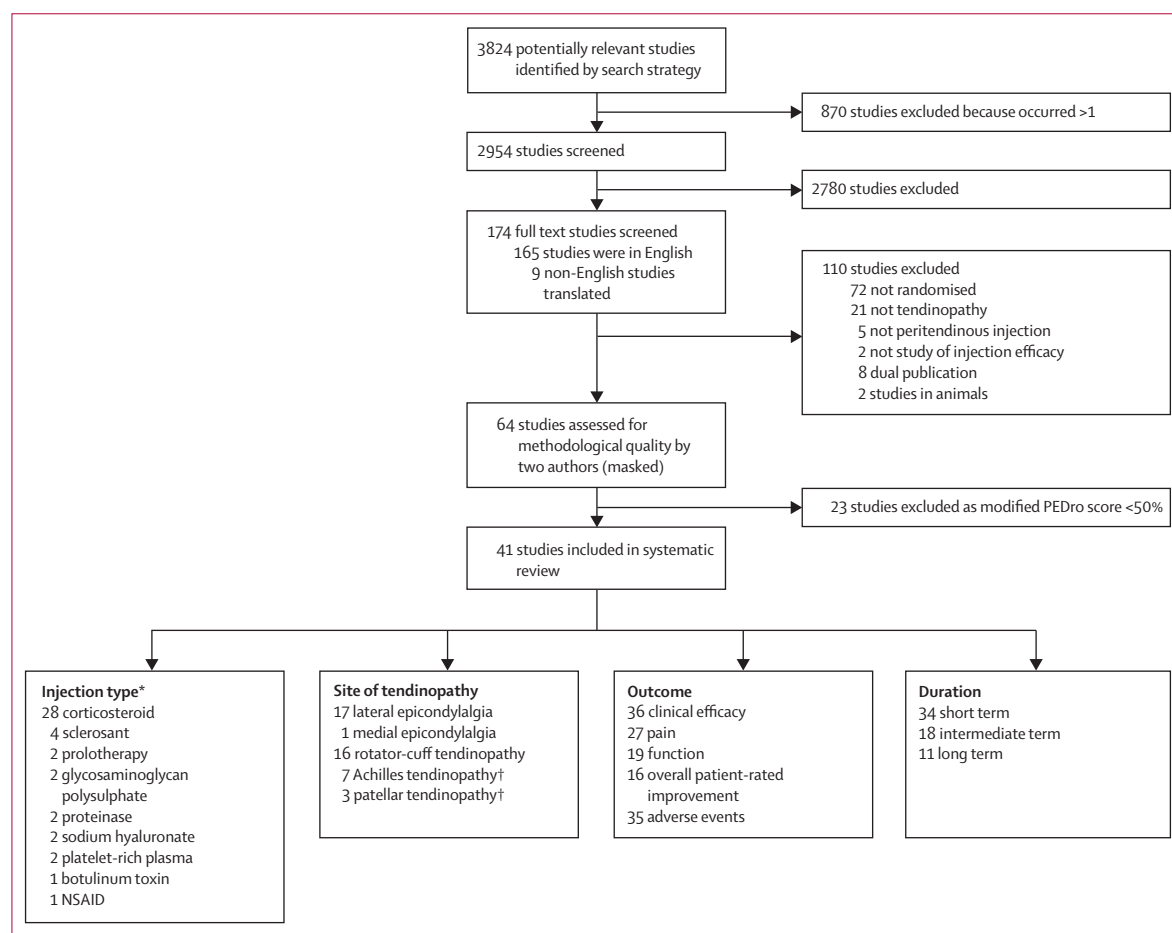 3824 potentially relevant studies
identified by search strategy
870 studies excluded because occurred >1
2954 studies screened
2780 studies excluded
174 full text studies screened
165 studies were in English
9 non-English studies
translated
110 studies excluded
72 not randomised
21 not tendinopathy
5 not peritendinous injection
2 not study of injection efficacy
8 dual publication
2 studies in animals
64 studies assessed for
methodological quality by
two authors (masked)
23 studies excluded as modified PEDro score <50%
41 studies included in systematic
review
Injection type*
28 corticosteroid
4 sclerosant
2 prolotherapy
2 glycosaminoglycan
polysulphate
2 proteinase
2 sodium hyaluronate
2 platelet-rich plasma
1 botulinum toxin
1 NSAID
Site of tendinopathy
17 lateral epicondylalgia
1 medial epicondylalgia
16 rotator-cuff tendinopathy
7 Achilles tendinopathy†
3 patellar tendinopathy†
Outcome
36 clinical efficacy
27 pain
19 function
16 overall patient-rated
improvement
35 adverse events
Duration
34 short term
18 intermediate term
11 long term